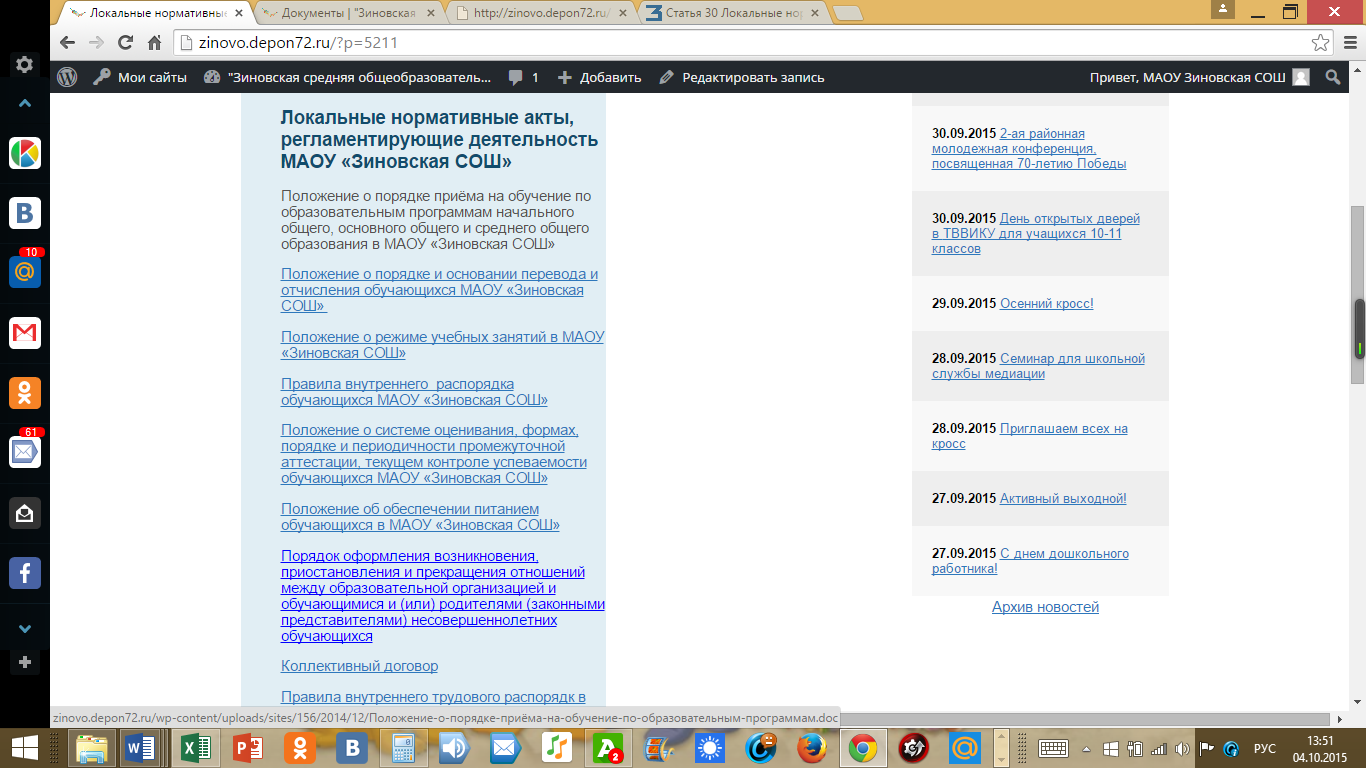 Локальные нормативные
Документы | "Зиновская
http://zinovo.depon72.ru/
Статья 30 Локальные нор
zinovo.depon72.ru/?p=5211
Мои сайты
"Зиновская средняя общеобразователь...
1
Добавить
Редактировать запись
Привет, МАОУ Зиновская СОШ
Локальные нормативные акты,
регламентирующие деятельность
МАОУ «Зиновская СОШ»
Положение о порядке приёма на обучение по
образовательным программам начального
общего, основного общего и среднего общего
образования в МАОУ «Зиновская СОШ»
Положение о порядке и основании перевода и
отчисления обучающихся МАОУ «Зиновская
СОШ»
Положение о режиме учебных занятий в МАОУ
«Зиновская СОШ»
Правила внутреннего распорядка
обучающихся МАОУ «Зиновская СОШ»
Положение о системе оценивания, формах,
порядке и периодичности промежуточной
аттестации, текущем контроле успеваемости
обучающихся МАОУ «Зиновская СОШ»
Положение об обеспечении питанием
обучающихся в МАОУ «Зиновская СОШ»
Порядок оформления возникновения,
приостановления и прекращения отношений
между образовательной организацией и
обучающимися и (или) родителями (законными
представителями) несовершеннолетних
обучающихся
Коллективный договор
Правила внутреннего трудового распорядк в
30.09.2015 2-ая районная
молодежная конференция,
посвященная 70-летию Победы
30.09.2015 День открытых дверей
в ТВВИКУ для учащихся 10-11
классов
29.09.2015 Осенний кросс!
28.09.2015 Семинар для школьной
службы медиации
28.09.2015 Приглашаем всех на
кросс
27.09.2015 Активный выходной!
27.09.2015 С днем дошкольного
работника!
Архив новостей
10
61
zinovo.depon72.ru/wp-content/uploads/sites/156/2014/12/Положение-о-порядке-приёма-на-обучение-по-образовательным-программам.doc
2
РУС
13:51
04.10.2015